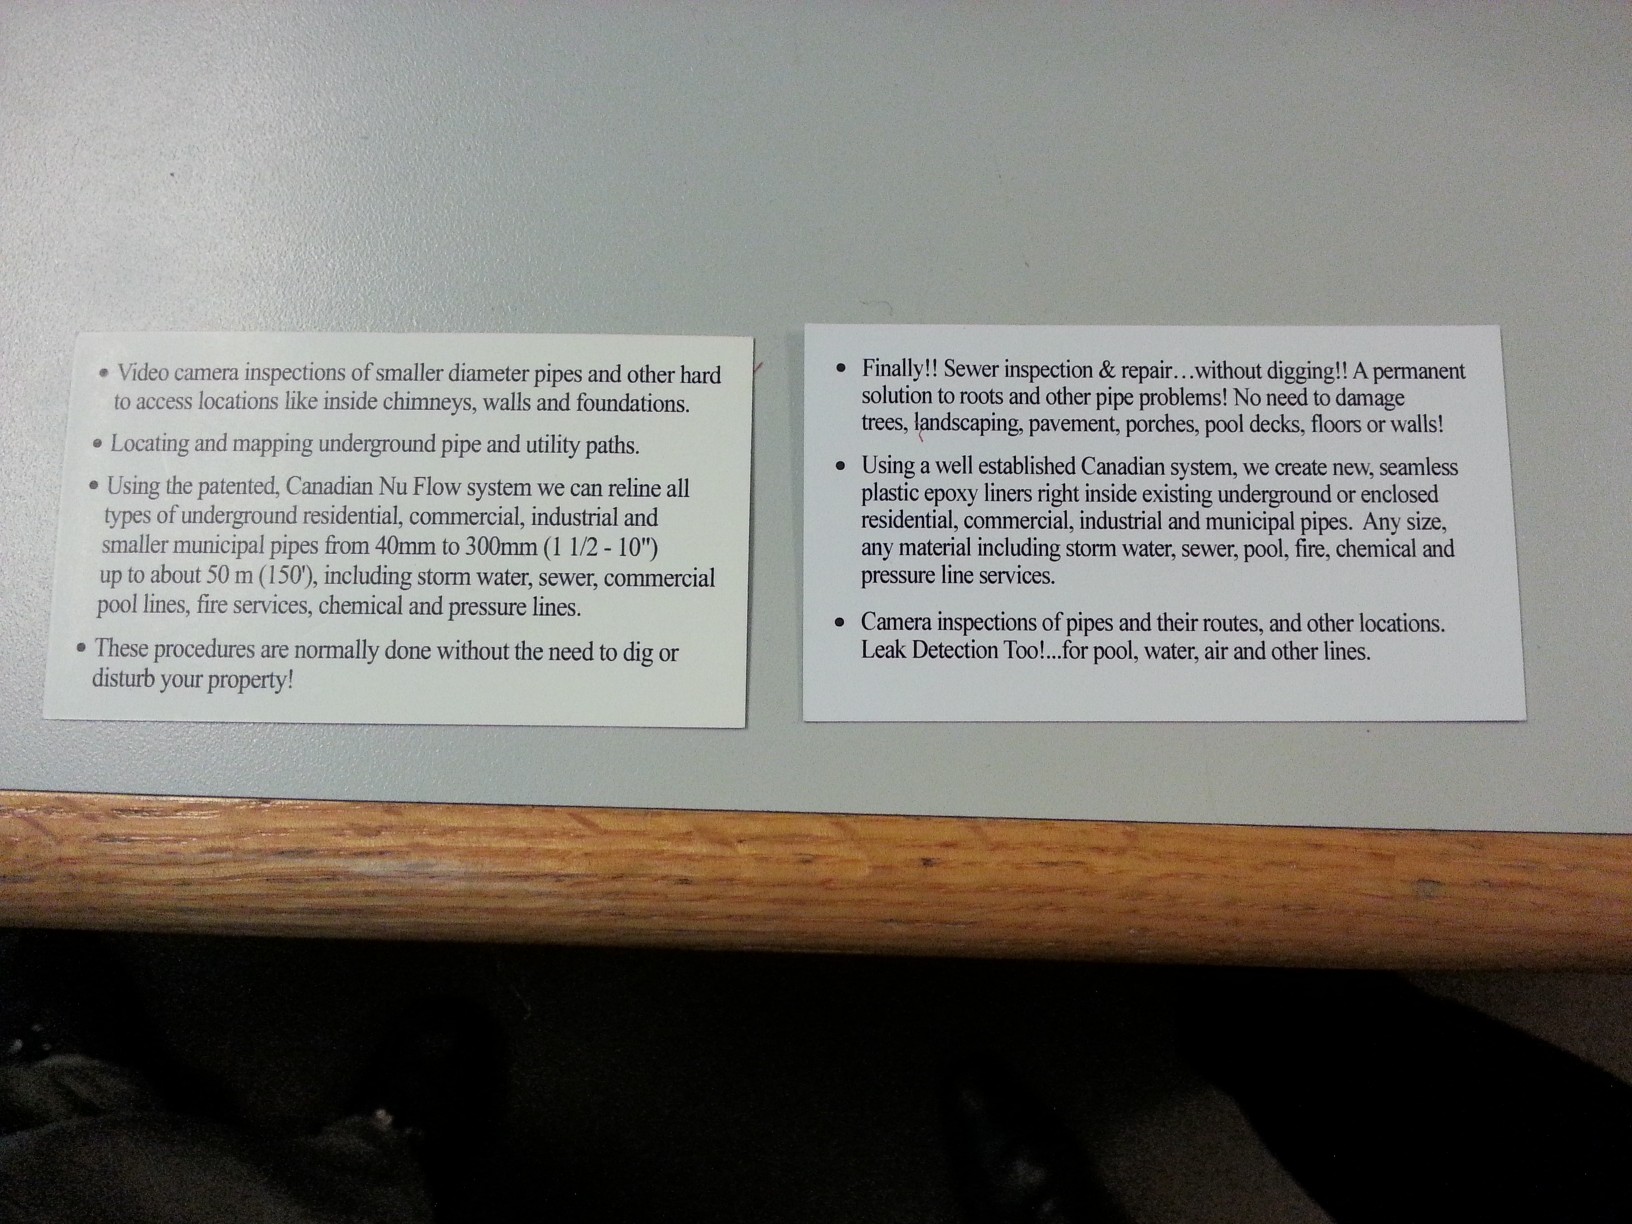 • Video camera inspections of smaller diameter pipes and other hard
to access locations like inside chimneys, walls and foundations.
• Locating and mapping underground pipe and utility paths.
• Using the patented, Canadian Nu Flow system we can reline all
types of underground residential, commercial, industrial and
smaller municipal pipes from 40mm to 300mm (1 1/2 - 10")
up to about 50 m (150'), including storm water, sewer, commercial
pool lines, fire services, chemical and pressure lines.
• These procedures are normally done without the need to dig or
disturb your property!
• Finally!! Sewer inspection & repair...without digging!! A permanent
solution to roots and other pipe problems! No need to damage
trees, landscaping, pavement, porches, pool decks, floors or walls!
• Using a well established Canadian system, we create new, seamless
plastic epoxy liners right inside existing underground or enclosed
residential, commercial, industrial and municipal pipes. Any size,
any material including storm water, sewer, pool, fire, chemical and
pressure line services.
• Camera inspections of pipes and their routes, and other locations.
Leak Detection Too!...for pool, water, air and other lines.